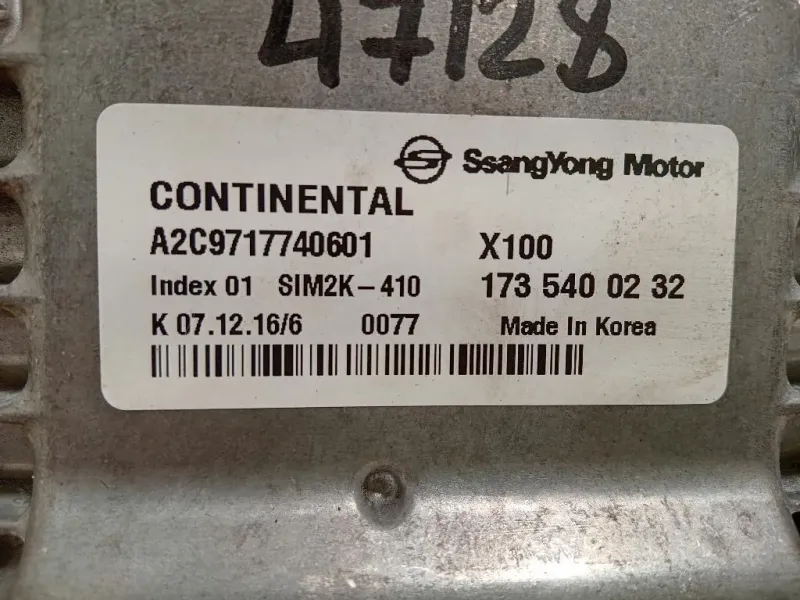 47128
SsangYong Motor
CONTINENTAL
A2C9717740601 X100
Index 01 SIM2K-410 173 540 02 32
K 07.12.16/6 0077 Made In Korea